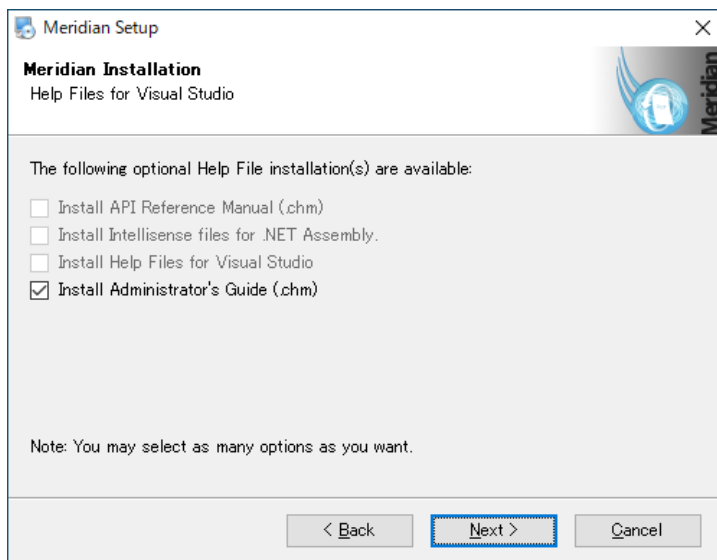 Meridian Setup
Meridian Installation
Help Files for Visual Studio
Meridian
The following optional Help File installation(s) are available:
Install API Reference Manual (.chm)
Install Intellisense files for .NET Assembly.
Install Help Files for Visual Studio
Install Administrator's Guide (.chm)
Note: You may select as many options as you want.
< Back
Next >
Cancel